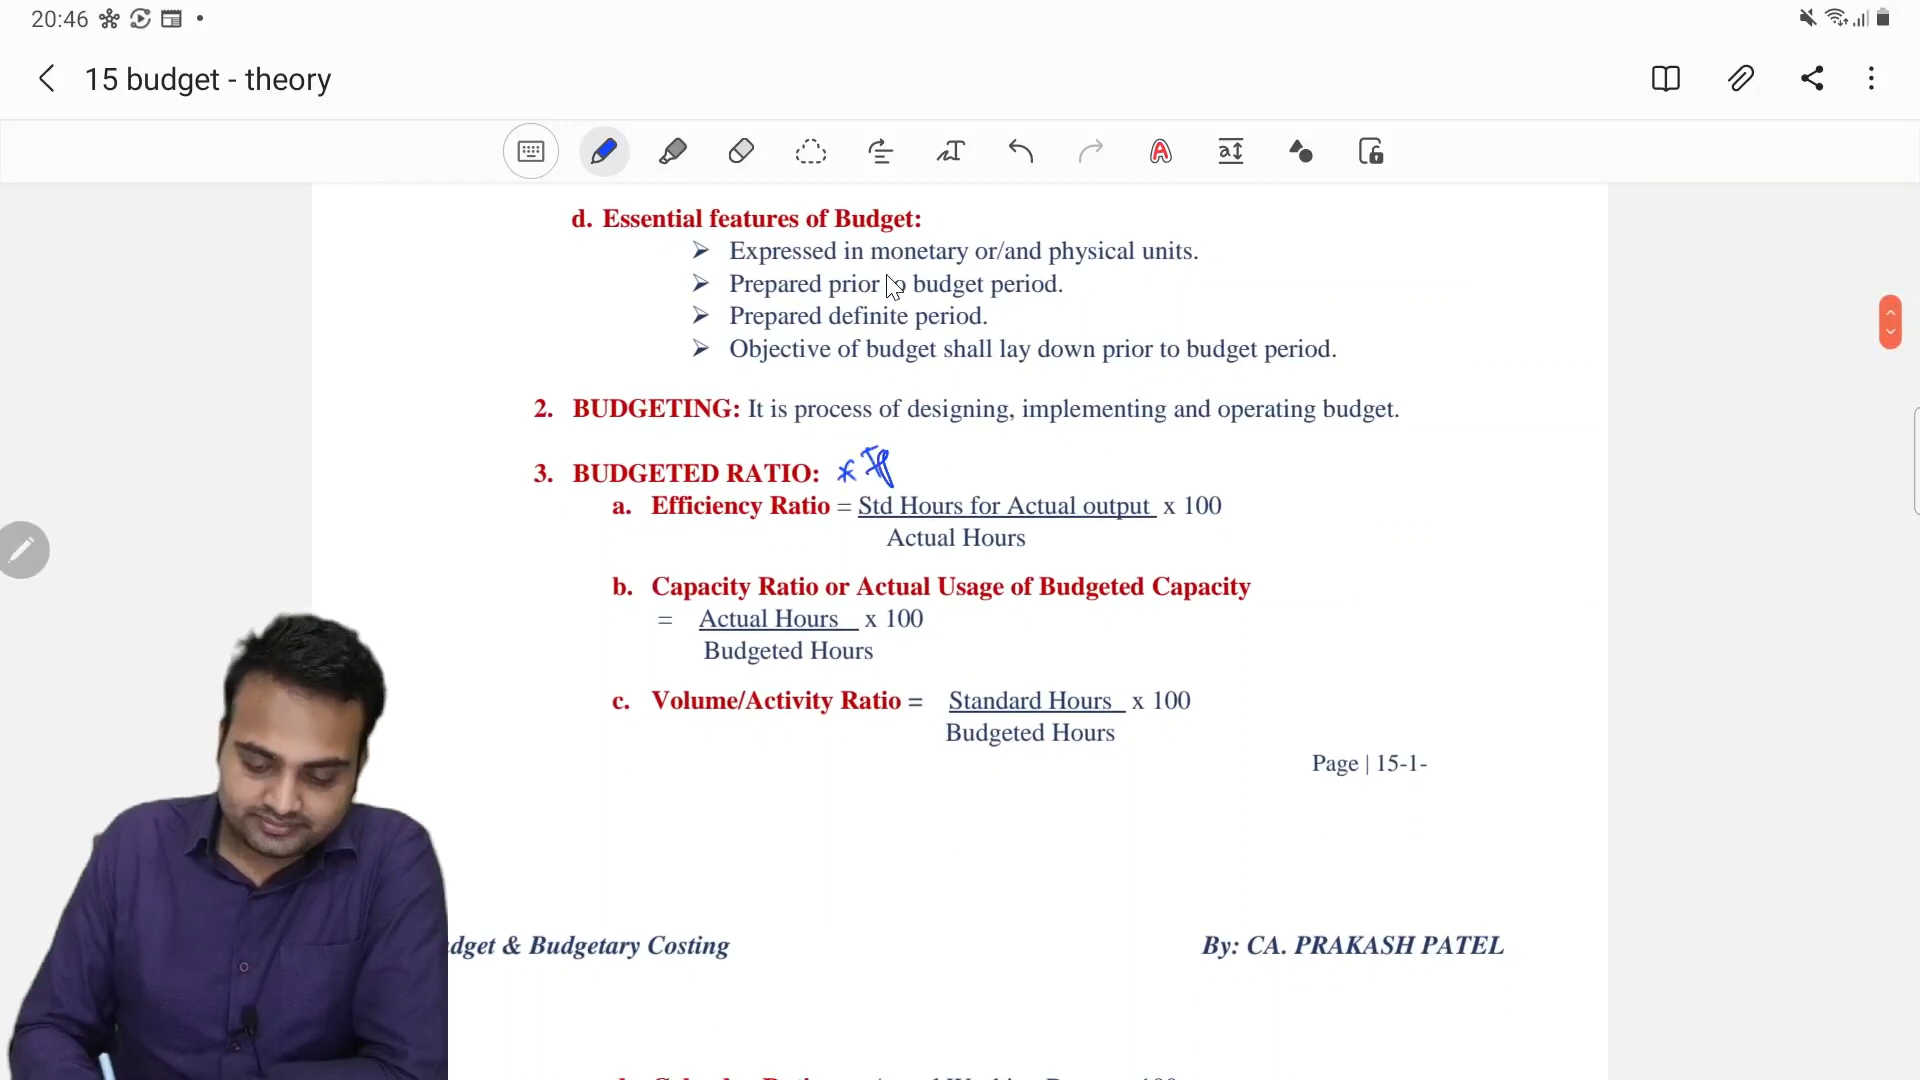 20:46
15 budget - theory
d. Essential features of Budget:
➢ Expressed in monetary or/and physical units.
➢ Prepared prior to budget period.
➢ Prepared definite period.
➢ Objective of budget shall lay down prior to budget period.
2. BUDGETING: It is process of designing, implementing and operating budget.
3. BUDGETED RATIO: *
a. Efficiency Ratio = Std Hours for Actual output x 100
Actual Hours
b. Capacity Ratio or Actual Usage of Budgeted Capacity
= Actual Hours x 100
Budgeted Hours
c. Volume/Activity Ratio = Standard Hours x 100
Budgeted Hours
Page | 15-1-
dget & Budgetary Costing
By: CA. PRAKASH PATEL